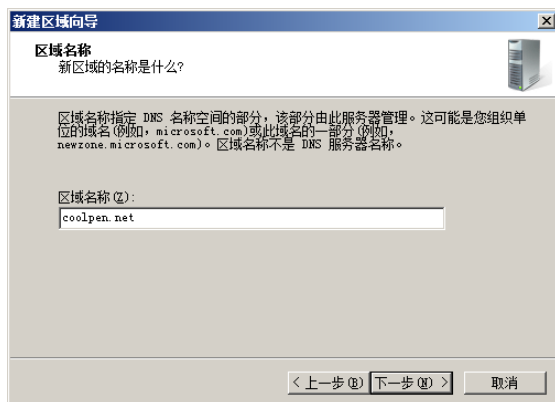 新建区域向导
区域名称
新区域的名称是什么?
区域名称指定 DNS 名称空间的部分，该部分由此服务器管理。这可能是您组织单
位的域名(例如，microsoft.com)或此域名的一部分(例如，
newzone.microsoft.com)。区域名称不是 DNS 服务器名称。
区域名称(Z):
coolpen.net
< 上一步(B) 下一步(N) > 取消